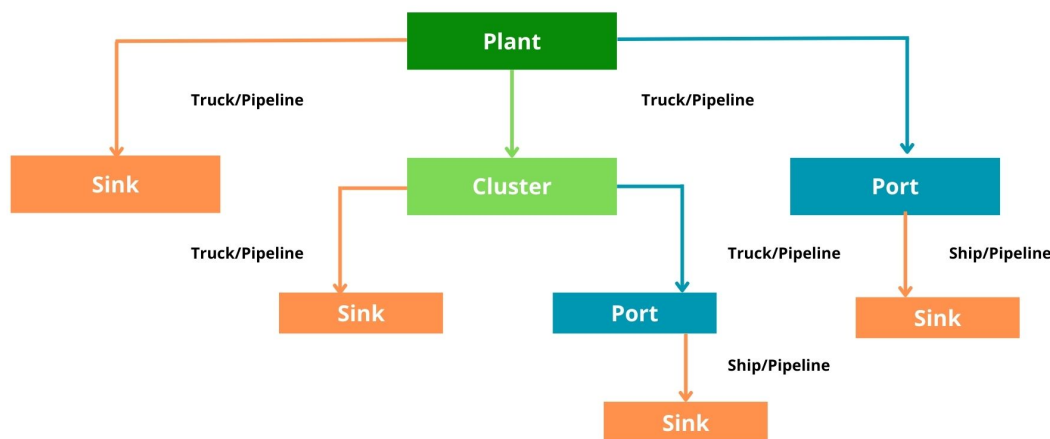 Plant
Truck/Pipeline
Truck/Pipeline
Sink
Cluster
Port
Truck/Pipeline
Truck/Pipeline
Ship/Pipeline
Sink
Port
Sink
Ship/Pipeline
Sink